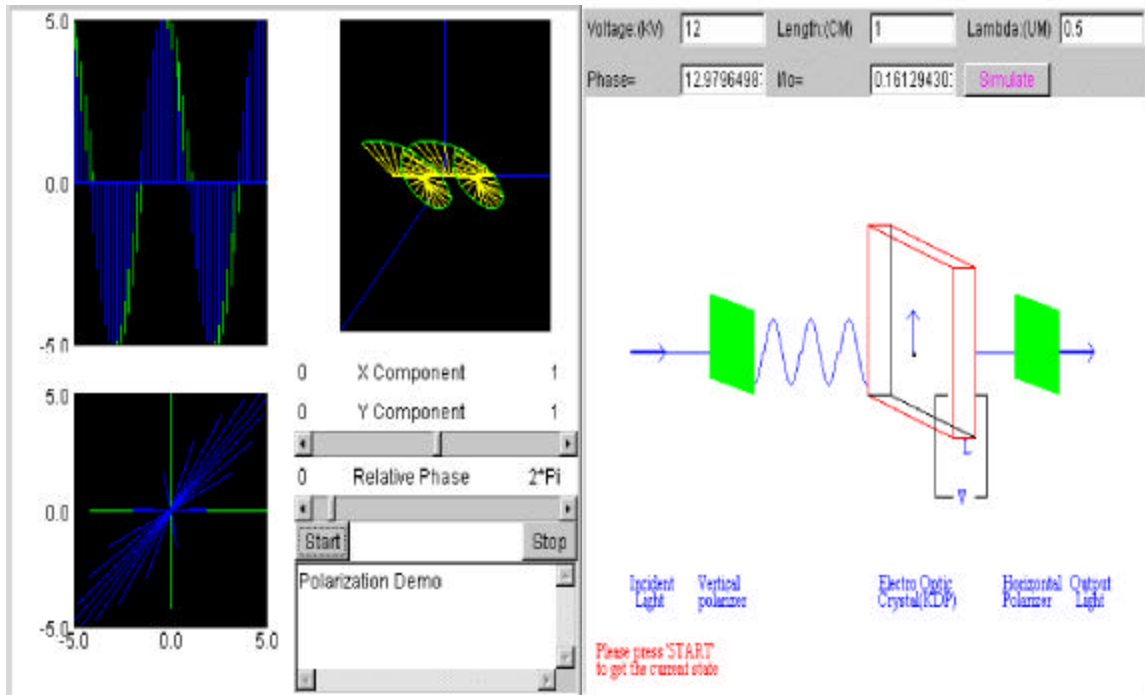 5.0
0.0
-5.0
5.0
0.0
-5.0
-5.0 0.0 5.0
0 X Component 1
0 Y Component 1
0 Relative Phase 2*Pi
Start Stop
Polarization Demo
Voltage:(KV) 12 Length:(CM) 1 Lambda:(UM) 0.5
Phase= 12.9796498: I/Io= 0.16129430: Simulate
L
V
Incident Light
Vertical polarizer
Electro Optic Crystal(KDP)
Horizontal Polarizer
Output Light
Please press 'START'
to get the current state